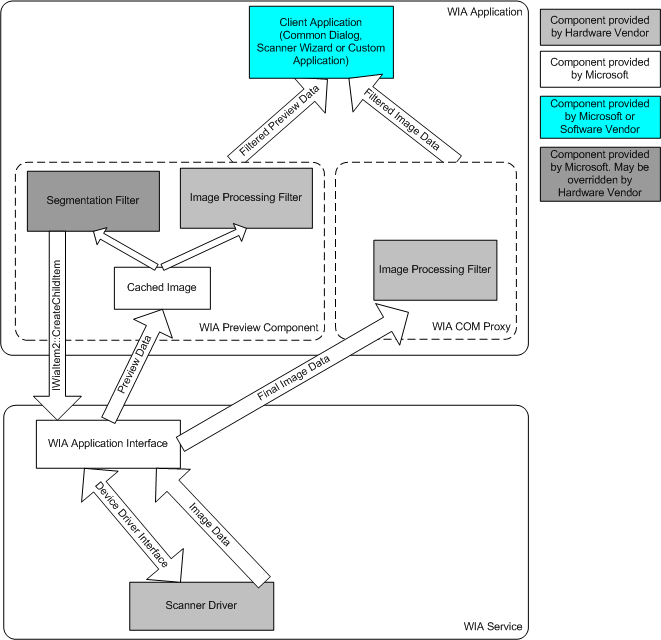 WIA Application
Client Application
(Common Dialog,
Scanner Wizard or Custom
Application)
Component provided
by Hardware Vendor
Component provided
by Microsoft
Component provided
by Microsoft or
Software Vendor
Component provided
by Microsoft. May be
overridden by
Hardware Vendor
Filtered Preview Data
Filtered Image Data
Segmentation Filter
Image Processing Filter
Cached Image
WIA Preview Component
Image Processing Filter
WIA COM Proxy
IWiaItem2::CreateChildItem
Preview Data
Final Image Data
WIA Application Interface
Device Driver Interface
Image Data
Scanner Driver
WIA Service